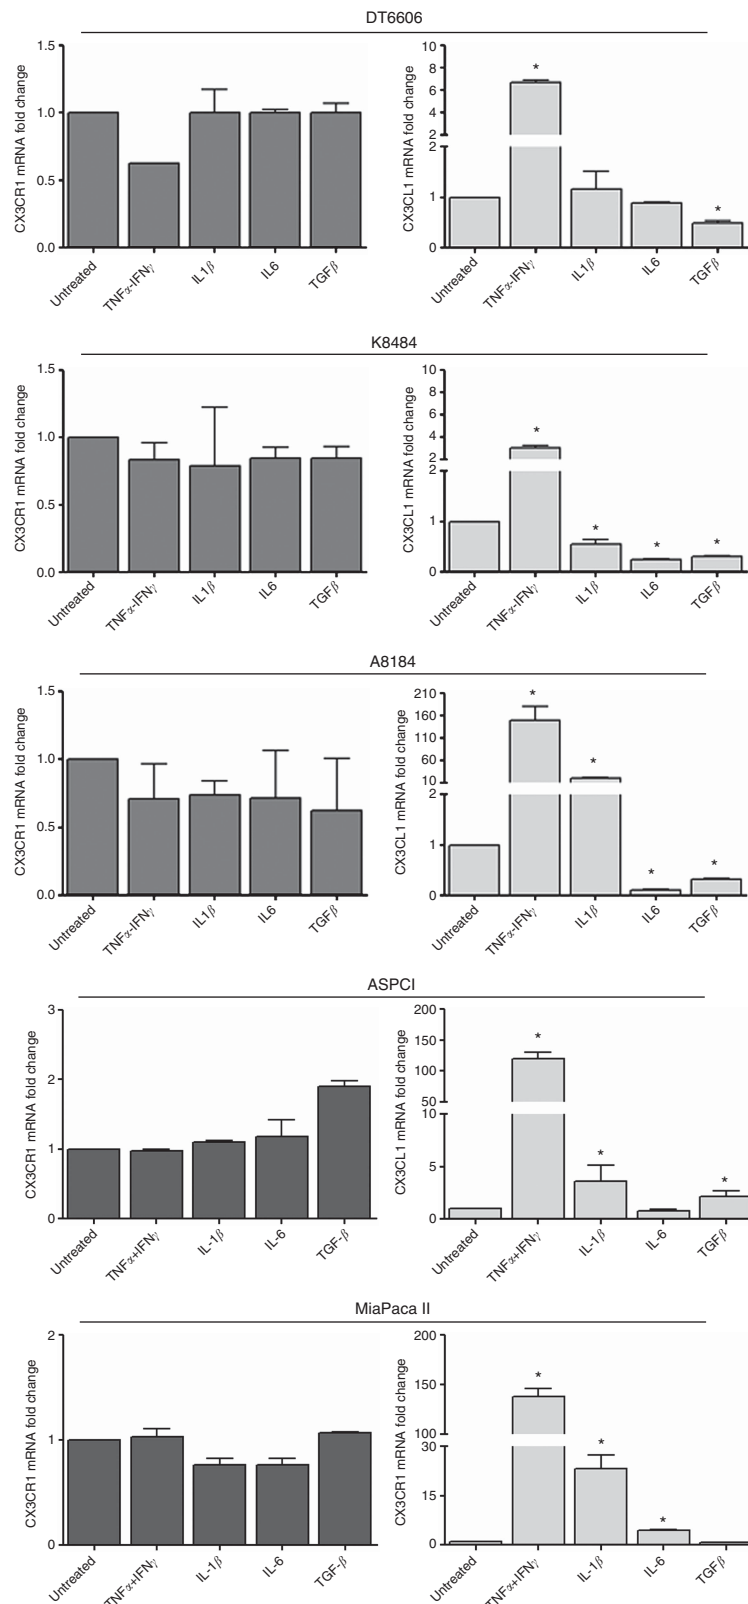 DT6606
CX3CR1 mRNA fold change
1.5
1.0
0.5
0.0
Untreated
TNFα-IFNγ
IL1β
IL6
TGFβ
CX3CL1 mRNA fold change
10
8
6
4
2
2
1
0
*
*
Untreated
TNFα-IFNγ
IL1β
IL6
TGFβ
K8484
CX3CR1 mRNA fold change
1.5
1.0
0.5
0.0
Untreated
TNFα-IFNγ
IL1β
IL6
TGFβ
CX3CL1 mRNA fold change
10
8
6
4
2
2
1
0
*
*
*
*
Untreated
TNFα-IFNγ
IL1β
IL6
TGFβ
A8184
CX3CR1 mRNA fold change
1.5
1.0
0.5
0.0
Untreated
TNFα-IFNγ
IL1β
IL6
TGFβ
CX3CL1 mRNA fold change
210
160
110
60
10
2
1
0
*
*
*
*
Untreated
TNFα-IFNγ
IL1β
IL6
TGFβ
ASPCI
CX3CR1 mRNA fold change
3
2
1
0
Untreated
TNFα+IFNγ
IL-1β
IL-6
TGF-β
CX3CL1 mRNA fold change
200
150
100
50
10
5
0
*
*
*
Untreated
TNFα+IFNγ
IL-1β
IL-6
TGFβ
MiaPaca II
CX3CR1 mRNA fold change
2
1
0
Untreated
TNFα+IFNγ
IL-1β
IL-6
TGF-β
CX3CR1 mRNA fold change
200
150
100
30
15
0
*
*
*
Untreated
TNFα+IFNγ
IL-1β
IL-6
TGFβ